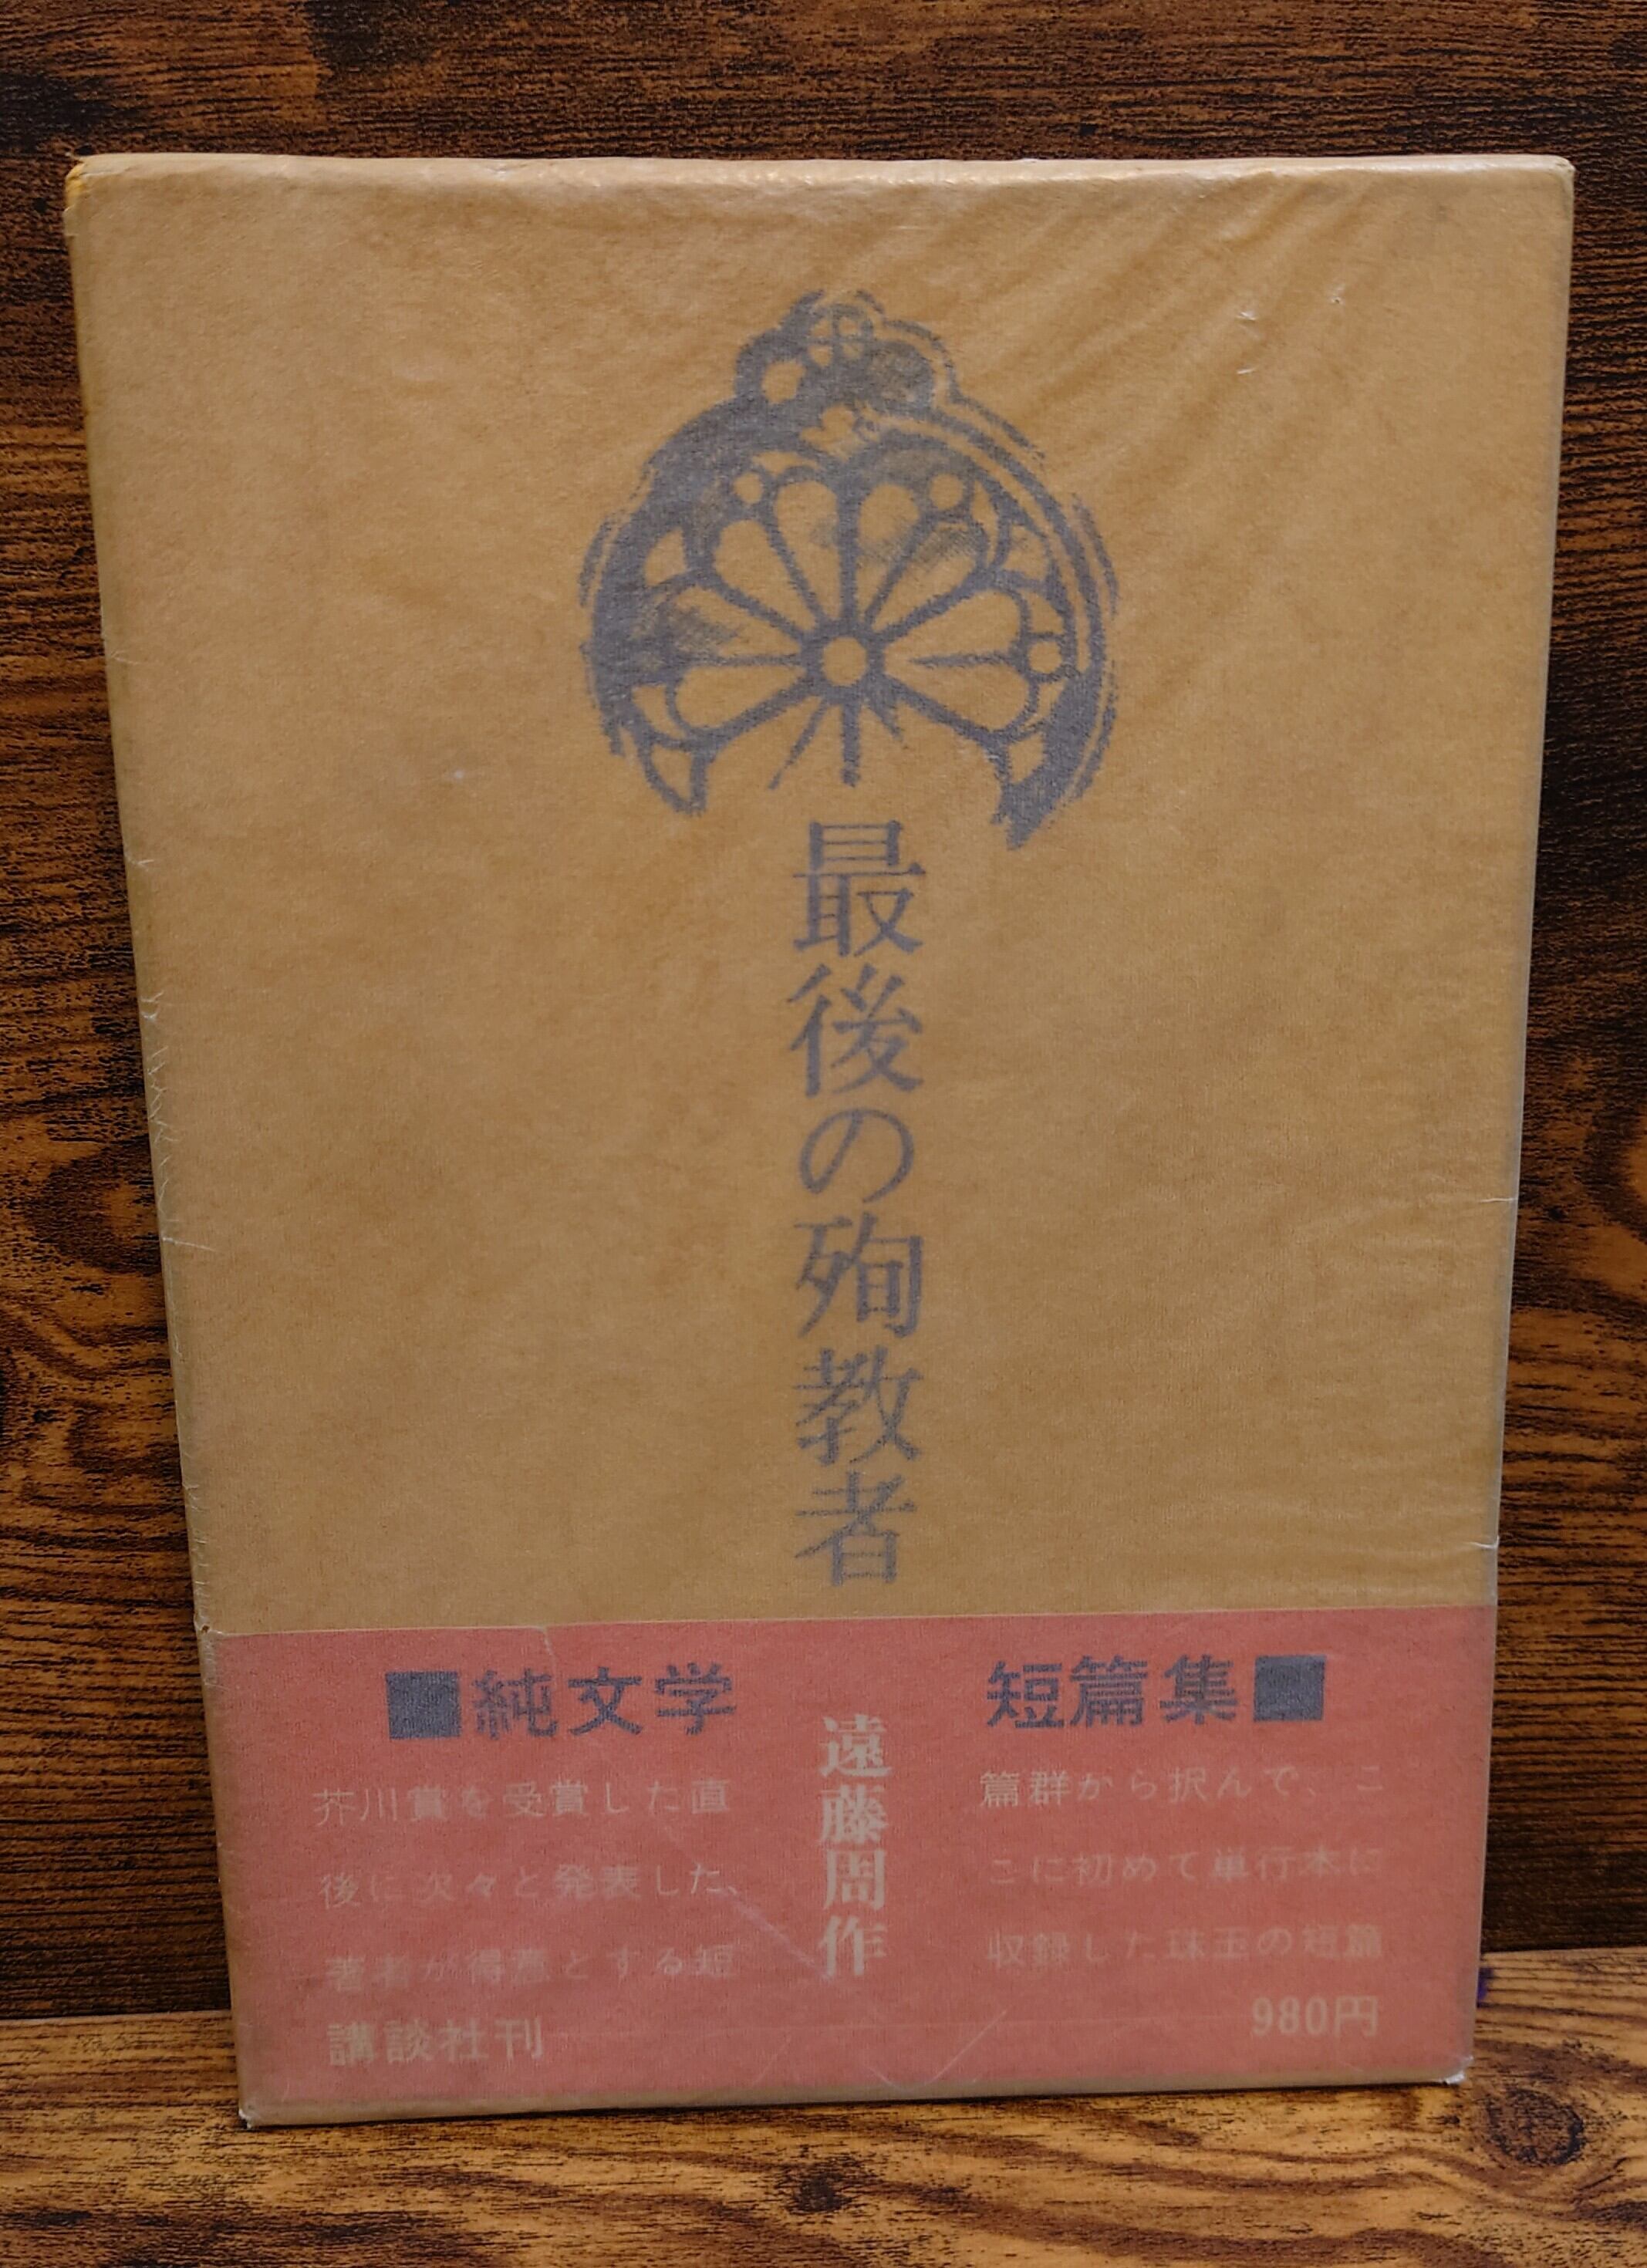 最後の殉教者
■純文学
短篇集■
遠藤周作
芥川賞を受賞した直
後に次々と発表した、
著者が得意とする短
篇群から択んで、こ
こに初めて単行本に
収録した珠玉の短篇
講談社刊
980円